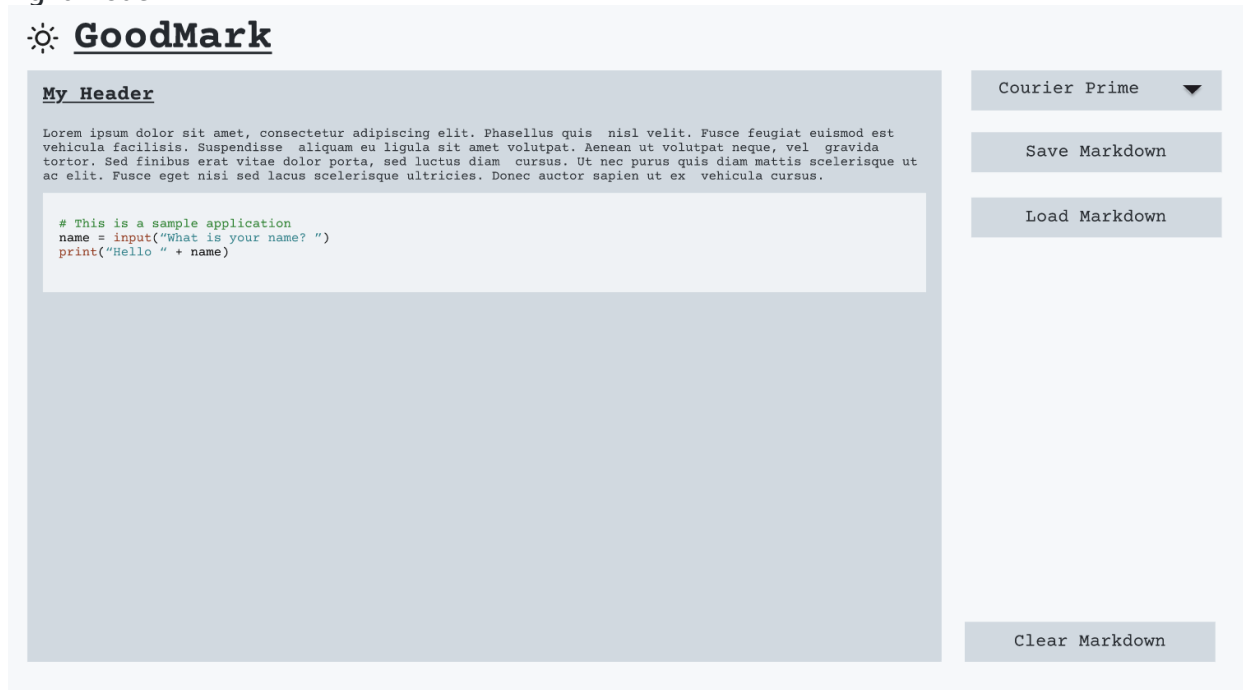 GoodMark
My Header
Courier Prime
Lorem ipsum dolor sit amet, consectetur adipiscing elit. Phasellus quis  nisl velit. Fusce feugiat euismod est
vehicula facilisis. Suspendisse  aliquam eu ligula sit amet volutpat. Aenean ut volutpat neque, vel  gravida
tortor. Sed finibus erat vitae dolor porta, sed luctus diam  cursus. Ut nec purus quis diam mattis scelerisque ut
ac elit. Fusce eget nisi sed lacus scelerisque ultricies. Donec auctor sapien ut ex  vehicula cursus.
# This is a sample application
name = input(“What is your name? ”)
print(“Hello “ + name)
Save Markdown
Load Markdown
Clear Markdown